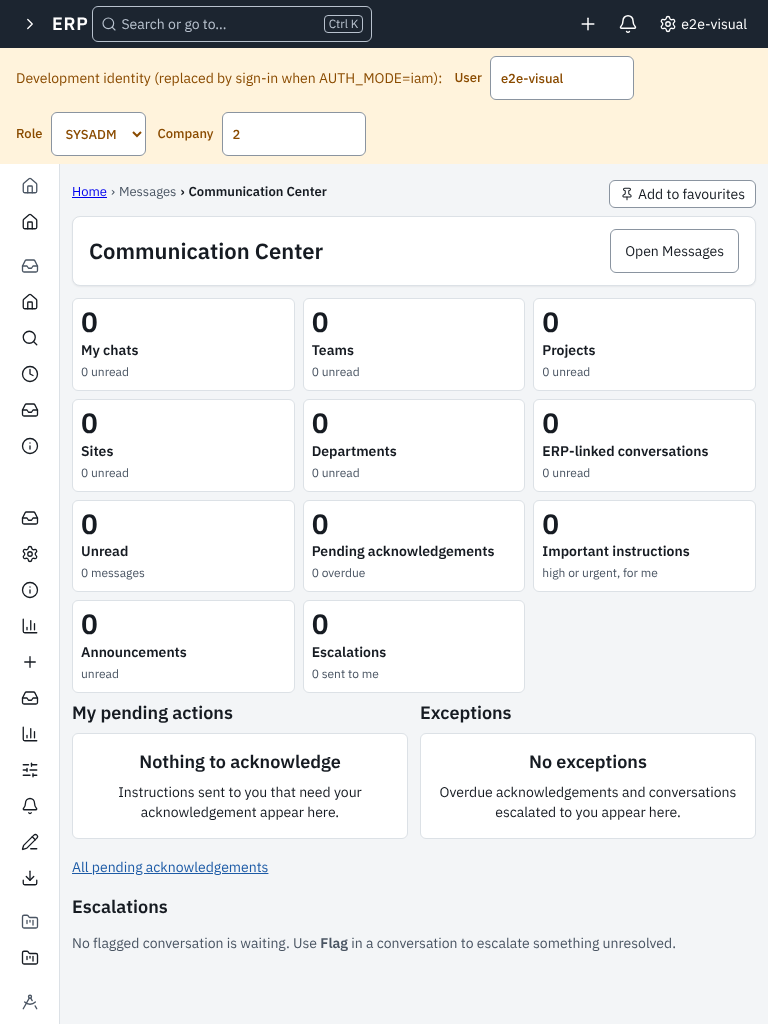 ERP
Search or go to...
Ctrl K
e2e-visual
Development identity (replaced by sign-in when AUTH_MODE=iam):
User
e2e-visual
Role
SYSADM
Company
2
Home › Messages › Communication Center
Add to favourites
Communication Center
Open Messages
0
My chats
0 unread
0
Teams
0 unread
0
Projects
0 unread
0
Sites
0 unread
0
Departments
0 unread
0
ERP-linked conversations
0 unread
0
Unread
0 messages
0
Pending acknowledgements
0 overdue
0
Important instructions
high or urgent, for me
0
Announcements
unread
0
Escalations
0 sent to me
My pending actions
Nothing to acknowledge
Instructions sent to you that need your
acknowledgement appear here.
Exceptions
No exceptions
Overdue acknowledgements and conversations
escalated to you appear here.
All pending acknowledgements
Escalations
No flagged conversation is waiting. Use Flag in a conversation to escalate something unresolved.